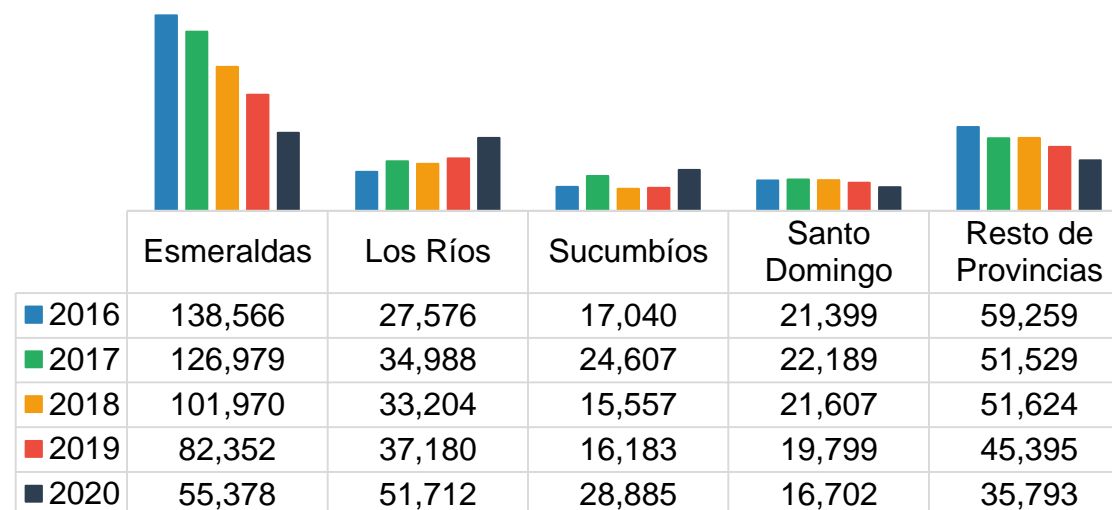 Esmeraldas Los Ríos Sucumbíos Santo Domingo Resto de Provincias
2016 138,566 27,576 17,040 21,399 59,259
2017 126,979 34,988 24,607 22,189 51,529
2018 101,970 33,204 15,557 21,607 51,624
2019 82,352 37,180 16,183 19,799 45,395
2020 55,378 51,712 28,885 16,702 35,793